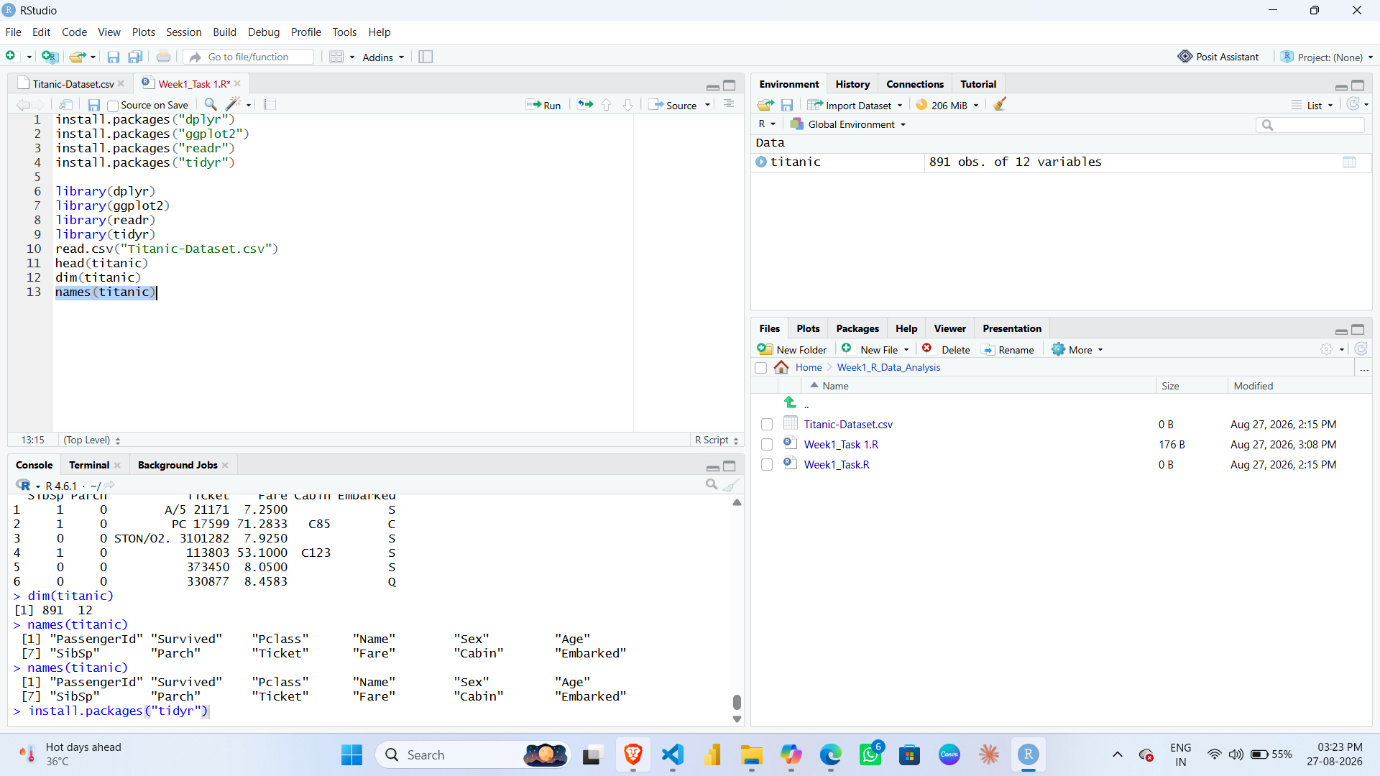 RStudio
File Edit Code View Plots Session Build Debug Profile Tools Help
Go to file/function Addins Posit Assistant Project: (None)
Titanic-Dataset.csv Week1_Task 1.R*
Source on Save Run Source
1 install.packages("dplyr")
2 install.packages("ggplot2")
3 install.packages("readr")
4 install.packages("tidyr")
5
6 library(dplyr)
7 library(ggplot2)
8 library(readr)
9 library(tidyr)
10 read.csv("Titanic-Dataset.csv")
11 head(titanic)
12 dim(titanic)
13 names(titanic)
13:15 (Top Level) R Script
Console Terminal Background Jobs
R R 4.6.1 · ~/
SibSp Parch Ticket Fare Cabin Embarked
1 1 0 A/5 21171 7.2500 S
2 1 0 PC 17599 71.2833 C85 C
3 0 0 STON/O2. 3101282 7.9250 S
4 1 0 113803 53.1000 C123 S
5 0 0 373450 8.0500 S
6 0 0 330877 8.4583 Q
> dim(titanic)
[1] 891 12
> names(titanic)
[1] "PassengerId" "Survived" "Pclass" "Name" "Sex" "Age"
[7] "SibSp" "Parch" "Ticket" "Fare" "Cabin" "Embarked"
> names(titanic)
[1] "PassengerId" "Survived" "Pclass" "Name" "Sex" "Age"
[7] "SibSp" "Parch" "Ticket" "Fare" "Cabin" "Embarked"
> install.packages("tidyr")
Environment History Connections Tutorial
Import Dataset 206 MiB List
R Global Environment
Data
titanic 891 obs. of 12 variables
Files Plots Packages Help Viewer Presentation
New Folder New File Delete Rename More
Home Week1_R_Data_Analysis ...
Name Size Modified
..
Titanic-Dataset.csv 0 B Aug 27, 2026, 2:15 PM
Week1_Task 1.R 176 B Aug 27, 2026, 3:08 PM
Week1_Task.R 0 B Aug 27, 2026, 2:15 PM
Hot days ahead
36°C
Search
Canva
6
R
ENG
IN
55%
03:23 PM
27-08-2026